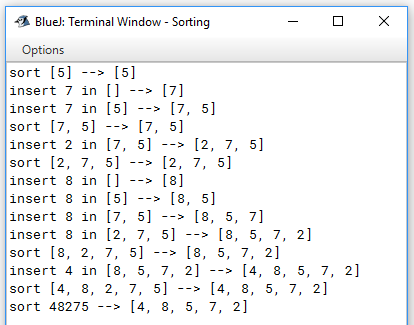 BlueJ: Terminal Window - Sorting
Options
sort [5] --> [5]
insert 7 in [] --> [7]
insert 7 in [5] --> [7, 5]
sort [7, 5] --> [7, 5]
insert 2 in [7, 5] --> [2, 7, 5]
sort [2, 7, 5] --> [2, 7, 5]
insert 8 in [] --> [8]
insert 8 in [5] --> [8, 5]
insert 8 in [7, 5] --> [8, 5, 7]
insert 8 in [2, 7, 5] --> [8, 5, 7, 2]
sort [8, 2, 7, 5] --> [8, 5, 7, 2]
insert 4 in [8, 5, 7, 2] --> [4, 8, 5, 7, 2]
sort [4, 8, 2, 7, 5] --> [4, 8, 5, 7, 2]
sort 48275 --> [4, 8, 5, 7, 2]